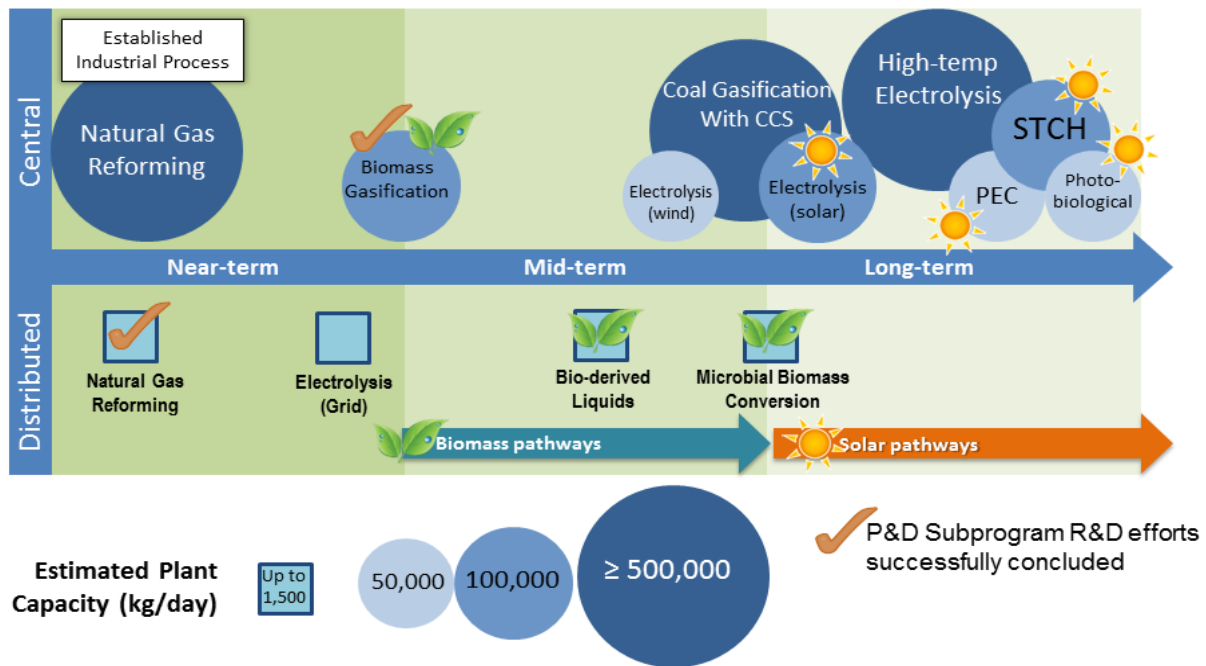 Established
Industrial Process
Central
Natural Gas
Reforming
Biomass
Gasification
Coal Gasification
With CCS
Electrolysis
(wind)
Electrolysis
(solar)
High-temp
Electrolysis
STCH
PEC
Photo-
biological
Near-term
Mid-term
Long-term
Distributed
Natural Gas
Reforming
Electrolysis
(Grid)
Bio-derived
Liquids
Microbial Biomass
Conversion
Biomass pathways
Solar pathways
Estimated Plant
Capacity (kg/day)
Up to
1,500
50,000
100,000
≥ 500,000
P&D Subprogram R&D efforts
successfully concluded